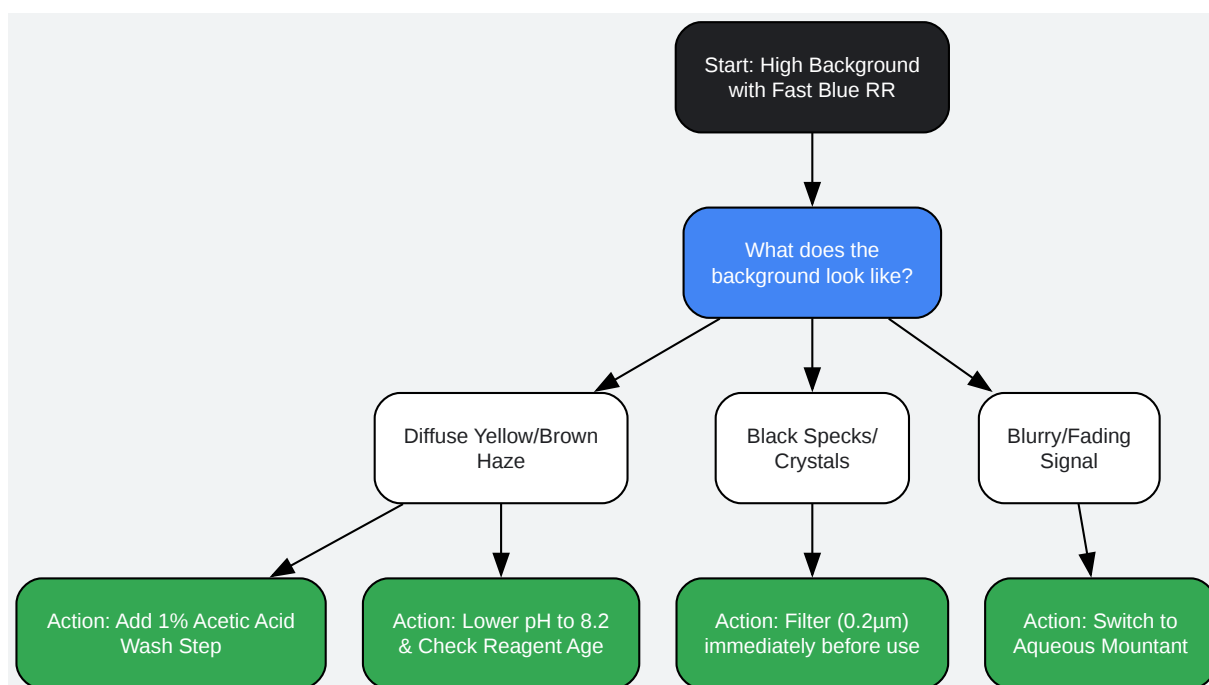 Start: High Background
with Fast Blue RR
What does the
background look like?
Diffuse Yellow/Brown
Haze
Black Specks/
Crystals
Blurry/Fading
Signal
Action: Add 1% Acetic Acid
Wash Step
Action: Lower pH to 8.2
& Check Reagent Age
Action: Filter (0.2µm)
immediately before use
Action: Switch to
Aqueous Mountant